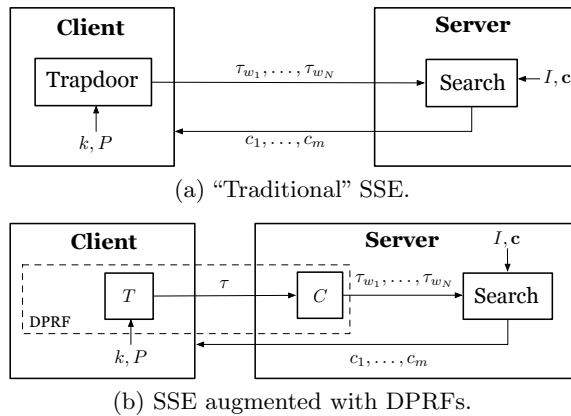 Client Server
Trapdoor
τ_{w_1}, …, τ_{w_N}
Search
I, c
k, P
c_1, …, c_m
(a) “Traditional” SSE.
Client Server
I, c
T
τ
C
τ_{w_1}, …, τ_{w_N}
Search
DPRF
k, P
c_1, …, c_m
(b) SSE augmented with DPRFs.